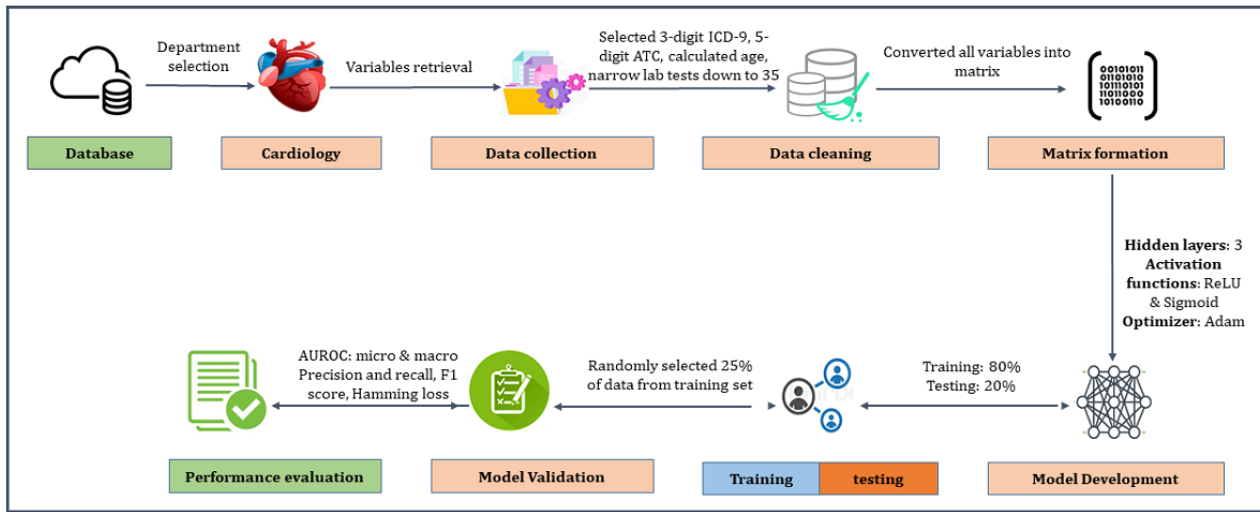 Department
selection
Variables retrieval
Selected 3-digit ICD-9, 5-
digit ATC, calculated age,
narrow lab tests down to 35
Converted all variables into
matrix
00101011
01101010
101110101
11011000
10100110
Database
Cardiology
Data collection
Data cleaning
Matrix formation
Hidden layers: 3
Activation
functions: ReLU
& Sigmoid
Optimizer: Adam
AUROC: micro & macro
Precision and recall, F1
score, Hamming loss
Randomly selected 25%
of data from training set
Training: 80%
Testing: 20%
Performance evaluation
Model Validation
Training
testing
Model Development